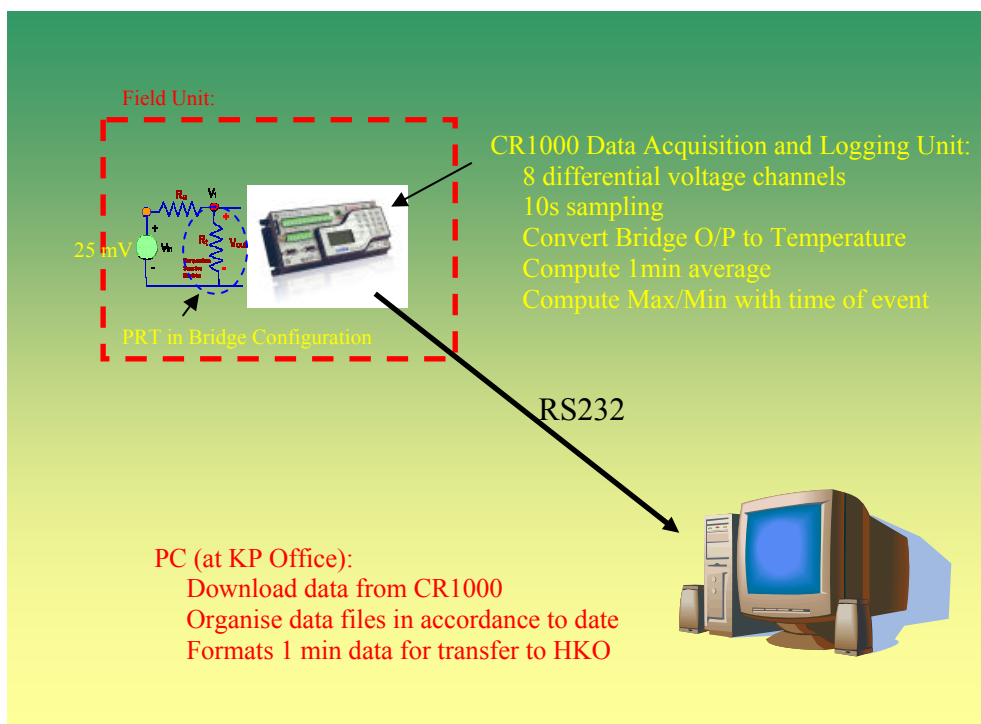 Field Unit:
CR1000 Data Acquisition and Logging Unit:
8 differential voltage channels
10s sampling
Convert Bridge O/P to Temperature
Compute 1min average
Compute Max/Min with time of event
25 mV
PRT in Bridge Configuration
RS232
PC (at KP Office):
Download data from CR1000
Organise data files in accordance to date
Formats 1 min data for transfer to HKO